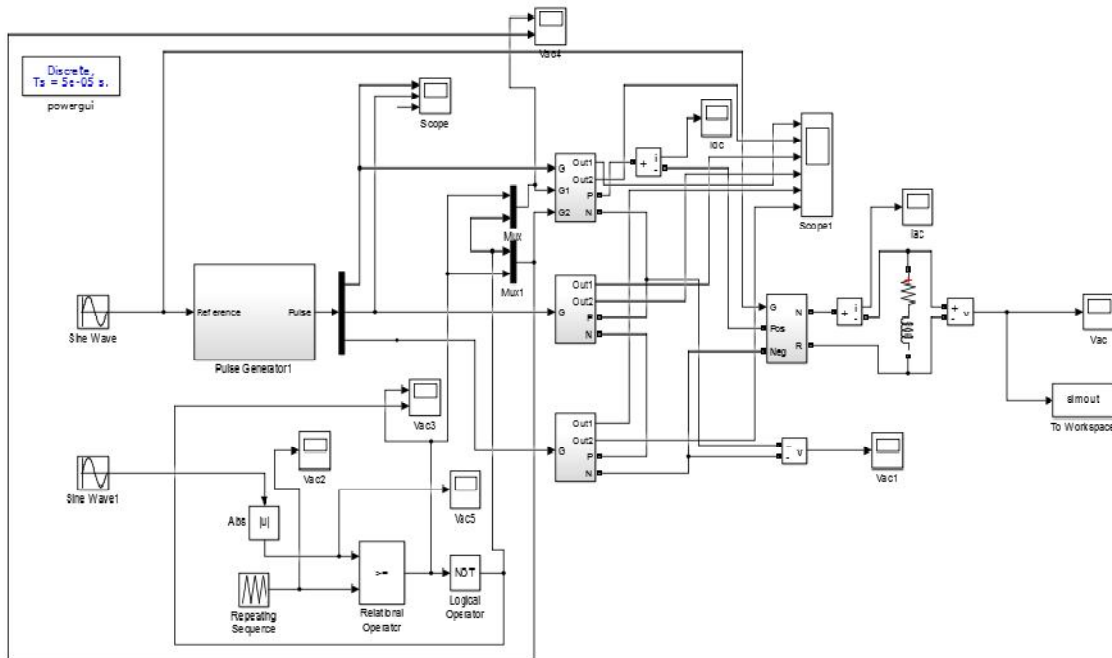 Vac4
Discrete,
Ts = 5e-05 s.
powergui
Scope
Ioc
G
G1
G2
Out1
Out2
P
N
+
i
-
Scope1
Iac
Mux
Mux1
Sine Wave
Reference
Pulse
Pulse Generator1
G
Out1
Out2
P
N
G
Pos
Neg
N
R
+
i
-
+
-
v
Vac
simout
To Workspace
Vac3
G
Out1
Out2
P
N
-
v
Vac1
Sine Wave1
Vac2
Vac5
Abs
|u|
>=
NOT
Relational
Operator
Logical
Operator
Repeating
Sequence